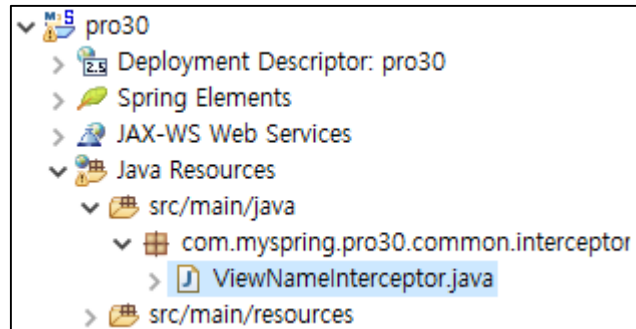 pro30
Deployment Descriptor: pro30
Spring Elements
JAX-WS Web Services
Java Resources
src/main/java
com.myspring.pro30.common.interceptor
ViewNameInterceptor.java
src/main/resources